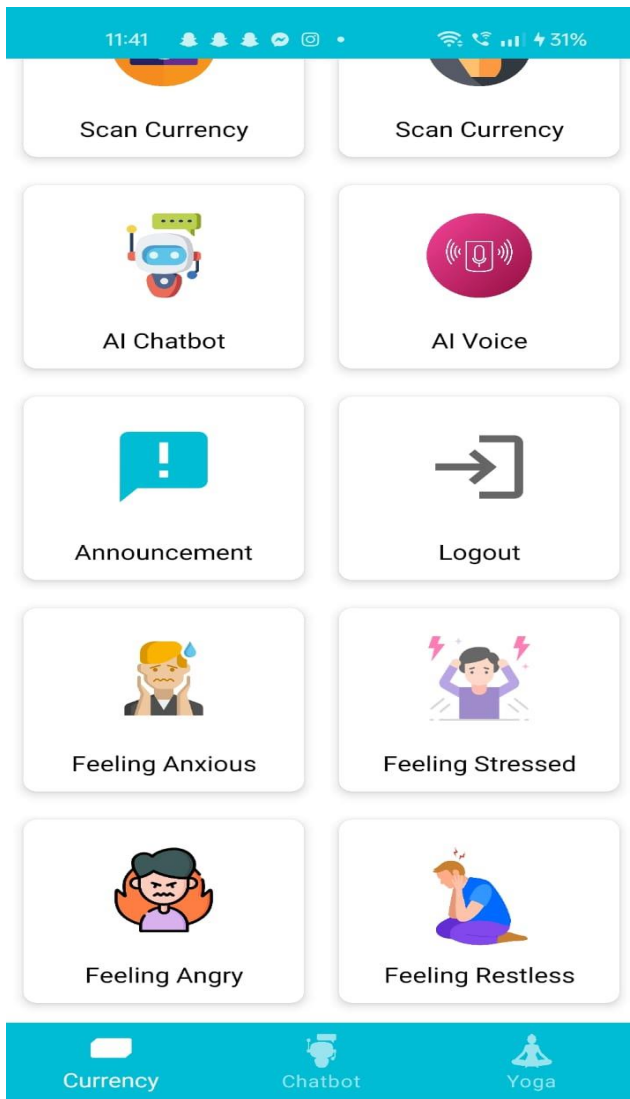 11:41 31%
Scan Currency Scan Currency
AI Chatbot AI Voice
Announcement Logout
Feeling Anxious Feeling Stressed
Feeling Angry Feeling Restless
Currency Chatbot Yoga